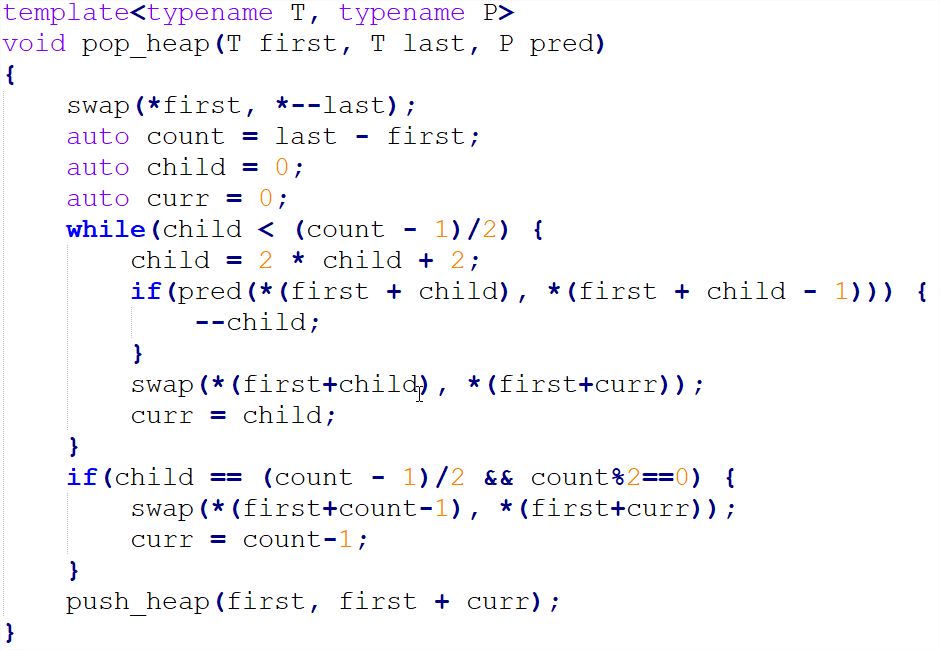 template<typename T, typename P>
void pop_heap(T first, T last, P pred)
{
    swap(*first, *--last);
    auto count = last - first;
    auto child = 0;
    auto curr = 0;
    while(child < (count - 1)/2) {
        child = 2 * child + 2;
        if(pred(*(first + child), *(first + child - 1))) {
            --child;
        }
        swap(*(first+child), *(first+curr));
        curr = child;
    }
    if(child == (count - 1)/2 && count%2==0) {
        swap(*(first+count-1), *(first+curr));
        curr = count-1;
    }
    push_heap(first, first + curr);
}